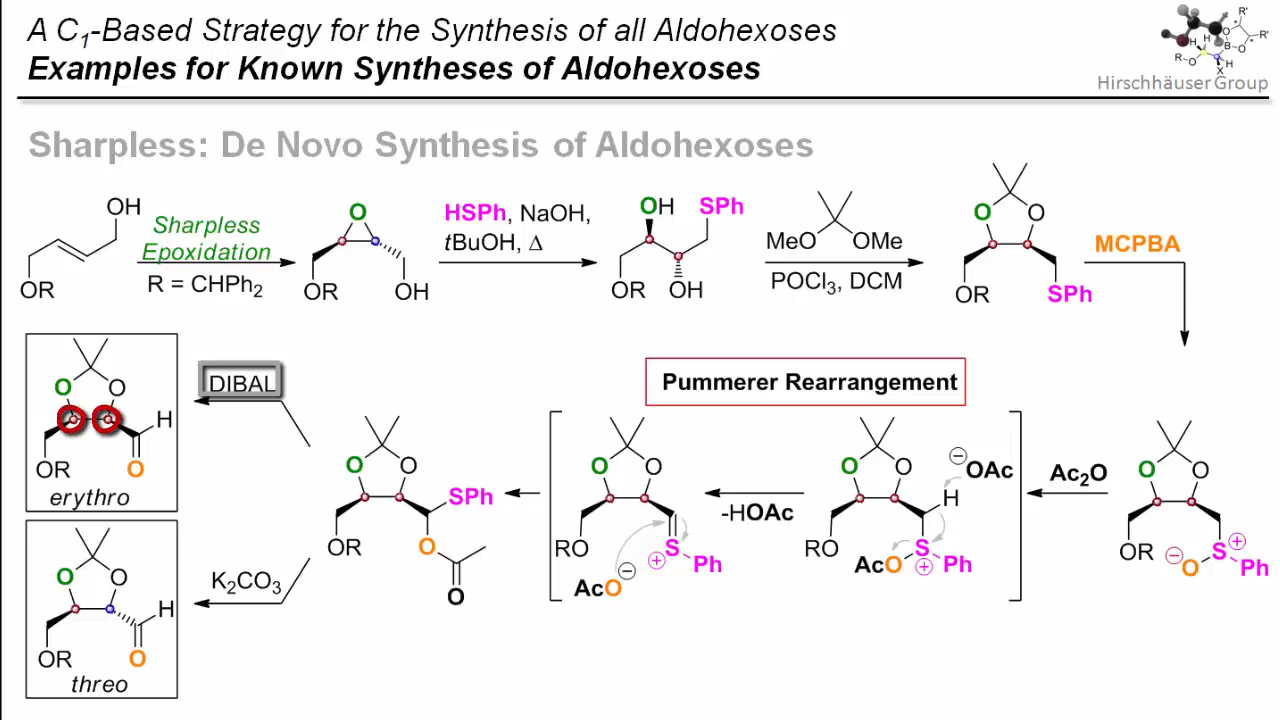 A C1-Based Strategy for the Synthesis of all Aldohexoses
Examples for Known Syntheses of Aldohexoses
R'
O
R'
B
O
H
H
R
O
H
X
Hirschhäuser Group
Sharpless: De Novo Synthesis of Aldohexoses
OH
OR
Sharpless
Epoxidation
R = CHPh2
O
OR
OH
HSPh, NaOH,
tBuOH, Δ
OH
SPh
OR
OH
MeO
OMe
POCl3, DCM
O
O
OR
SPh
MCPBA
O
O
OR
H
O
erythro
DIBAL
O
O
SPh
OR
O
O
Pummerer Rearrangement
O
O
RO
S
+
Ph
AcO
−
-HOAc
O
O
−
OAc
H
RO
AcO
S
+
Ph
Ac2O
O
O
OR
−
O
S
+
Ph
O
O
H
OR
O
threo
K2CO3